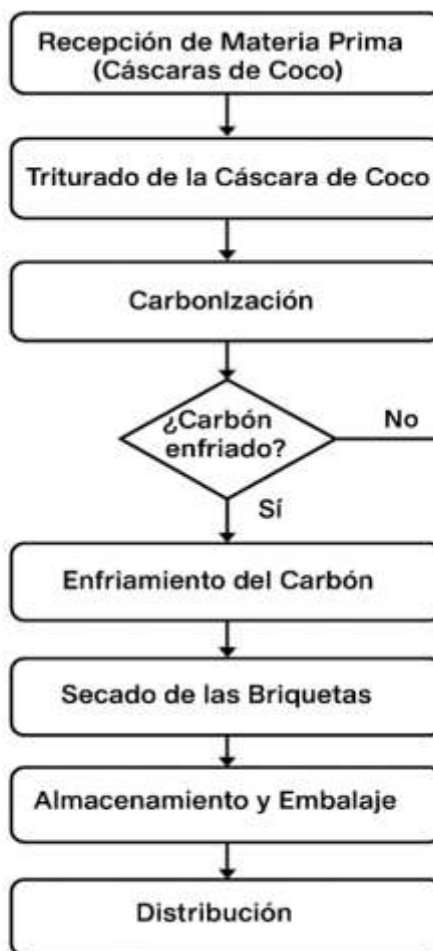 Recepción de Materia Prima
(Cáscaras de Coco)
Triturado de la Cáscara de Coco
Carbonización
¿Carbón
enfriado?
No
Sí
Enfriamiento del Carbón
Secado de las Briquetas
Almacenamiento y Embalaje
Distribución